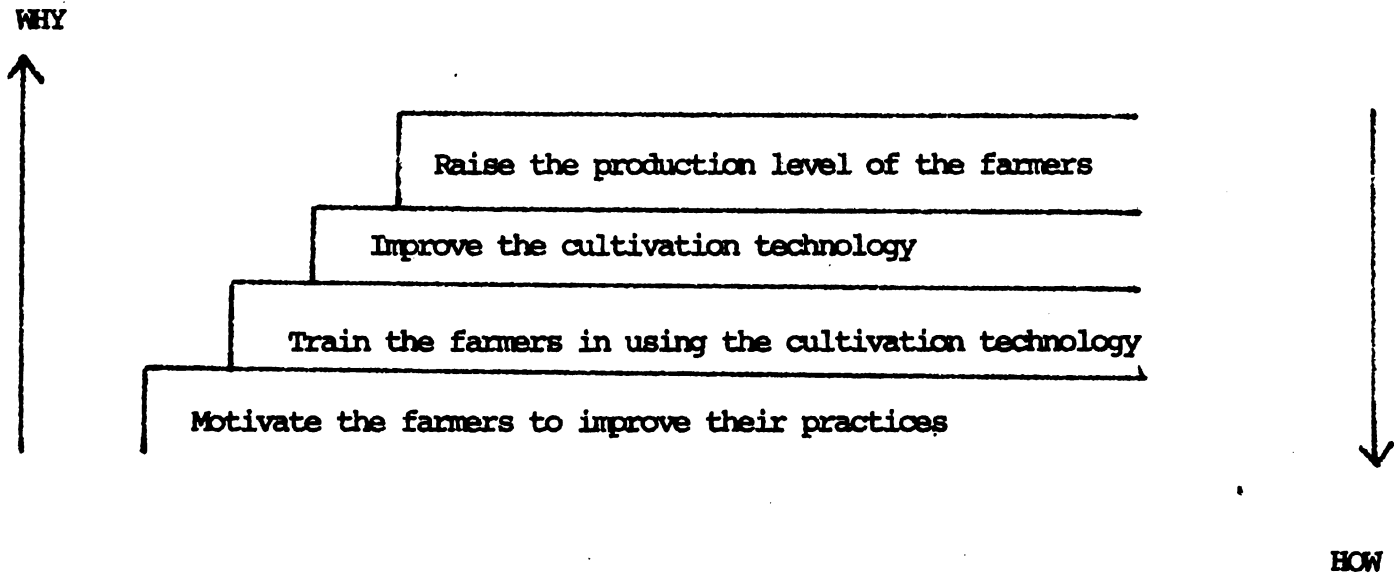 WHY
Raise the production level of the farmers
Improve the cultivation technology
Train the farmers in using the cultivation technology
Motivate the farmers to improve their practices
HOW